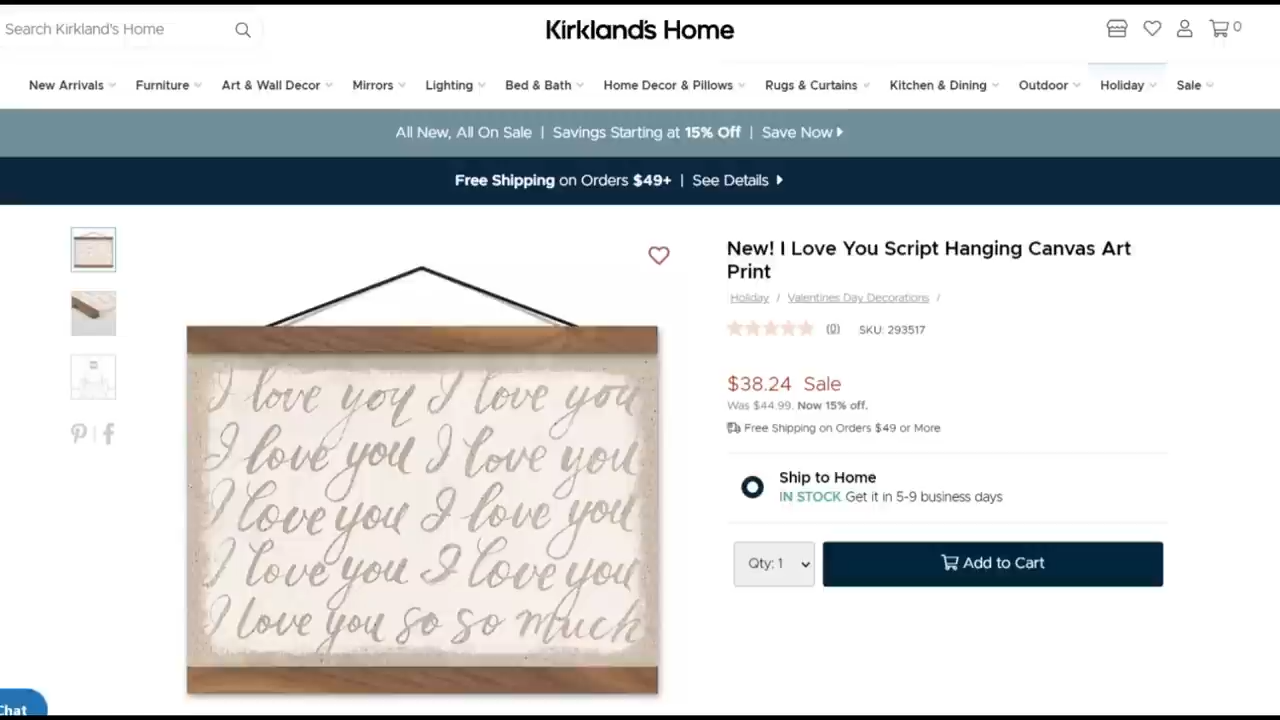 Search Kirkland's Home
Kirkland's Home
0
New Arrivals Furniture Art & Wall Decor Mirrors Lighting Bed & Bath Home Decor & Pillows Rugs & Curtains Kitchen & Dining Outdoor Holiday Sale
All New, All On Sale | Savings Starting at 15% Off | Save Now
Free Shipping on Orders $49+ | See Details
New! I Love You Script Hanging Canvas Art
Print
Holiday / Valentines Day Decorations /
(0) SKU: 293517
$38.24 Sale
Was $44.99. Now 15% off.
Free Shipping on Orders $49 or More
Ship to Home
IN STOCK Get it in 5-9 business days
Qty: 1 Add to Cart
I love you I love you
I love you I love you
I love you I love you
I love you I love you
I love you so so much
Chat